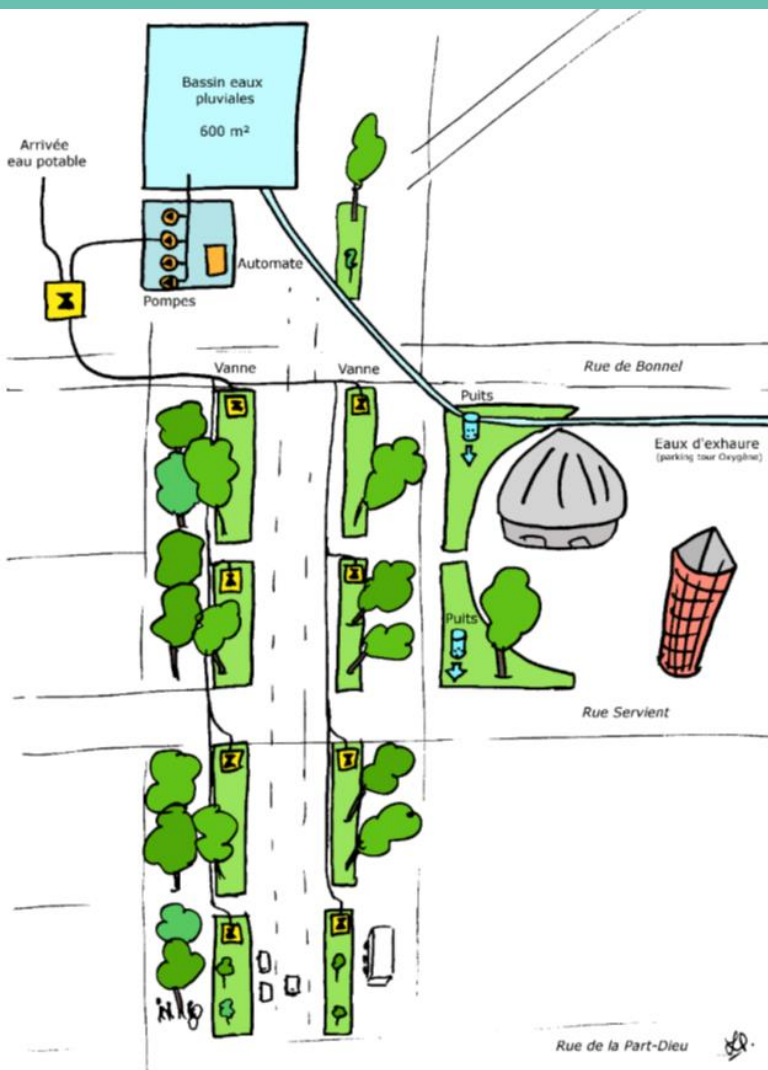 Bassin eaux
pluviales
600 m²
Arrivée
eau potable
Automate
Pompes
Vanne
Vanne
Rue de Bonnel
Puits
Eaux d'exhaure
(parking tour Oxygène)
Puits
Rue Servient
Rue de la Part-Dieu